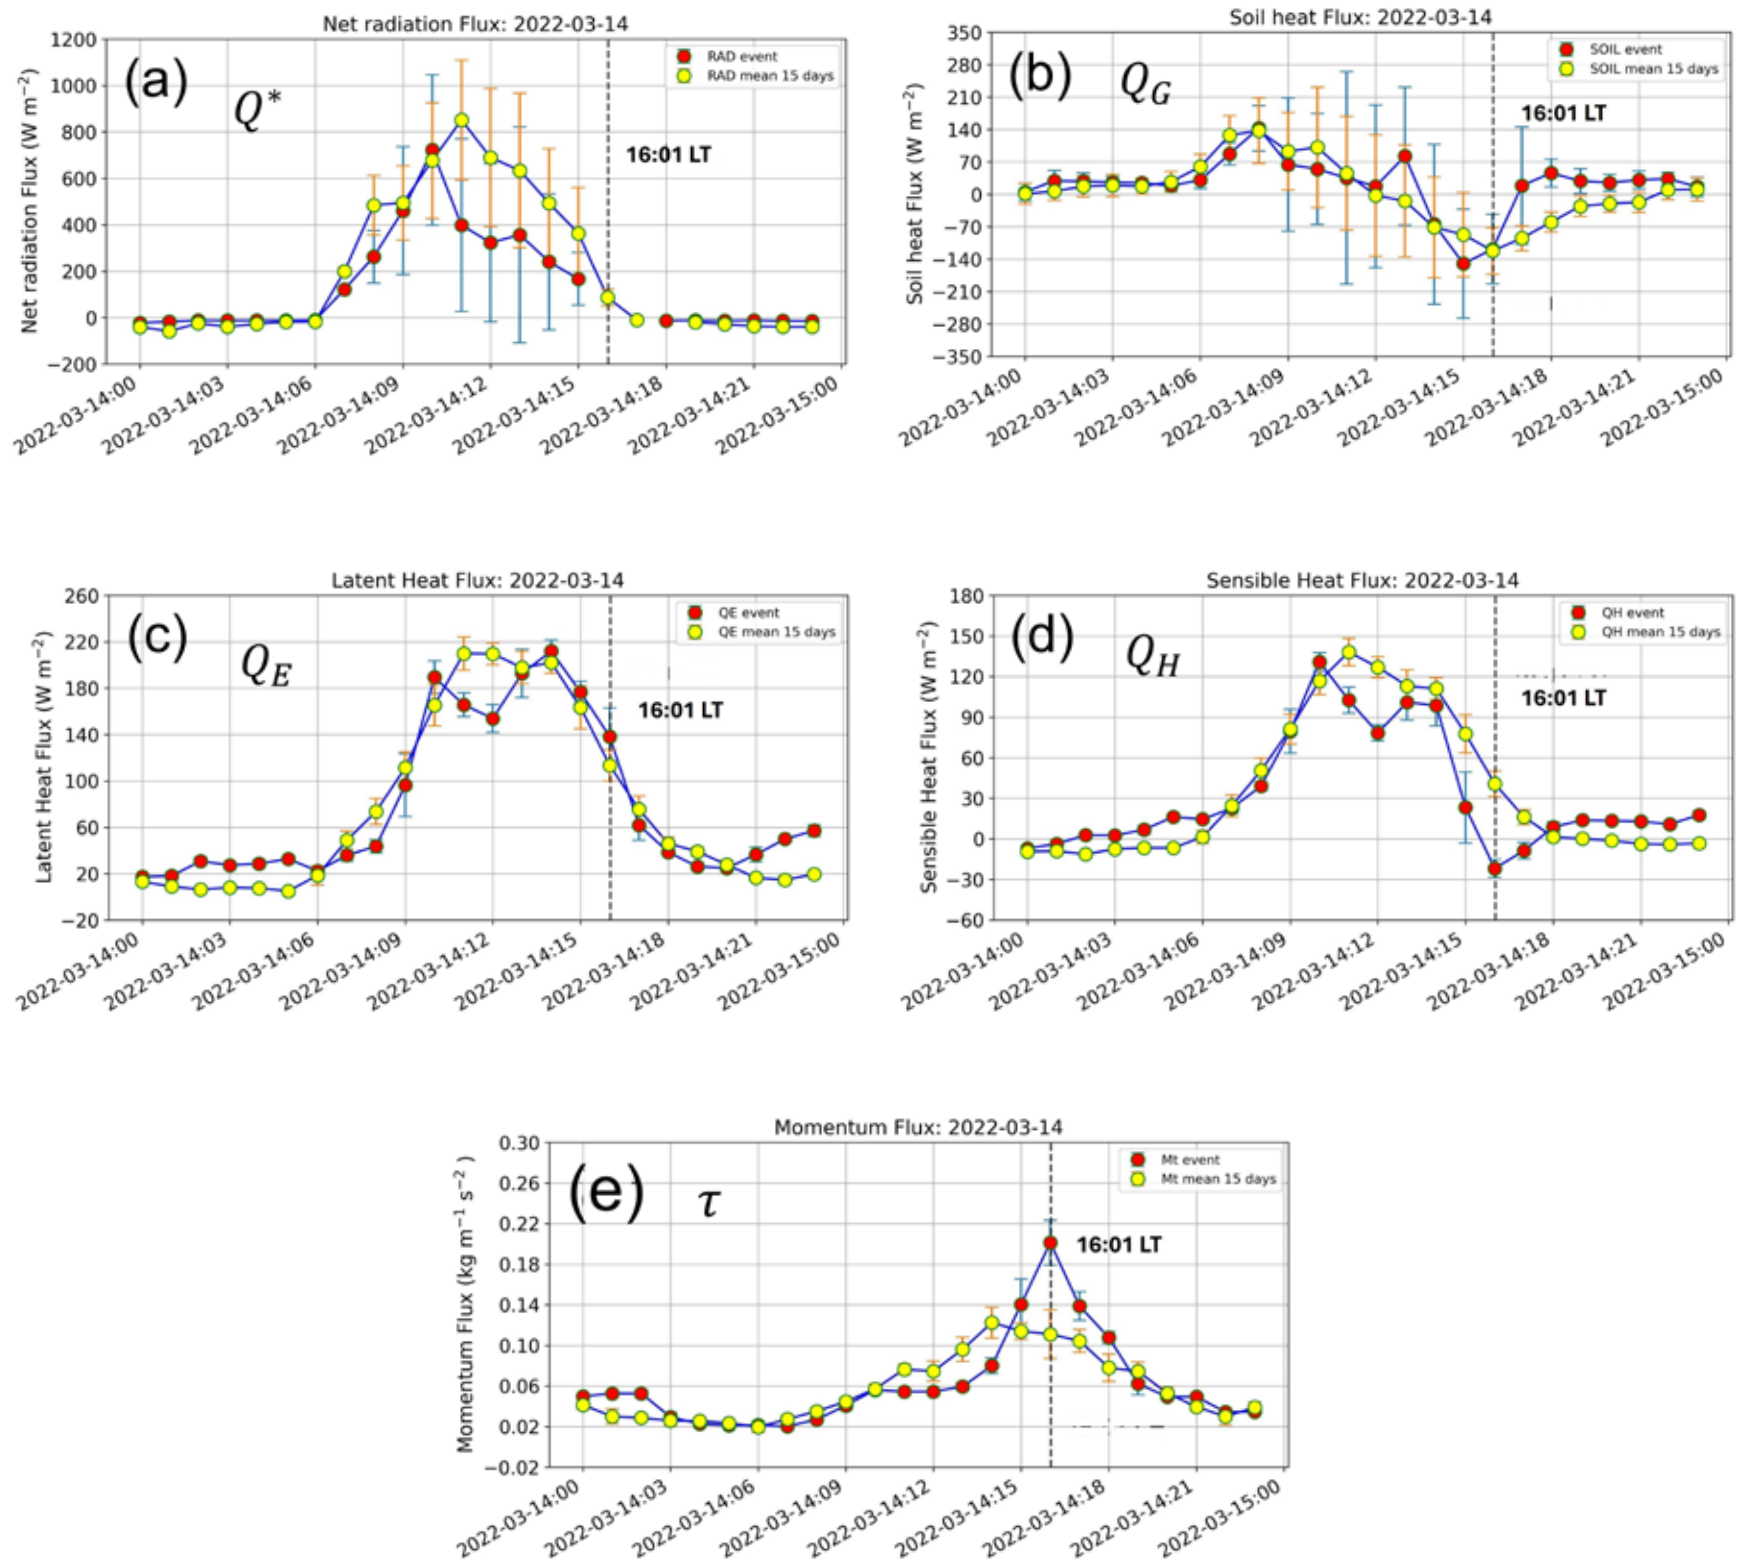 Net radiation Flux: 2022-03-14
(a)
Q*
RAD event
RAD mean 15 days
16:01 LT
Net radiation Flux (W m−2)
1200
1000
800
600
400
200
0
−200
2022-03-14:00
2022-03-14:03
2022-03-14:06
2022-03-14:09
2022-03-14:12
2022-03-14:15
2022-03-14:18
2022-03-14:21
2022-03-15:00
Soil heat Flux: 2022-03-14
(b)
QG
SOIL event
SOIL mean 15 days
16:01 LT
Soil heat Flux (W m−2)
350
280
210
140
70
0
−70
−140
−210
−280
−350
2022-03-14:00
2022-03-14:03
2022-03-14:06
2022-03-14:09
2022-03-14:12
2022-03-14:15
2022-03-14:18
2022-03-14:21
2022-03-15:00
Latent Heat Flux: 2022-03-14
(c)
QE
QE event
QE mean 15 days
16:01 LT
Latent Heat Flux (W m−2)
260
220
180
140
100
60
20
−20
2022-03-14:00
2022-03-14:03
2022-03-14:06
2022-03-14:09
2022-03-14:12
2022-03-14:15
2022-03-14:18
2022-03-14:21
2022-03-15:00
Sensible Heat Flux: 2022-03-14
(d)
QH
QH event
QH mean 15 days
16:01 LT
Sensible Heat Flux (W m−2)
180
150
120
90
60
30
0
−30
−60
2022-03-14:00
2022-03-14:03
2022-03-14:06
2022-03-14:09
2022-03-14:12
2022-03-14:15
2022-03-14:18
2022-03-14:21
2022-03-15:00
Momentum Flux: 2022-03-14
(e)
τ
Mt event
Mt mean 15 days
16:01 LT
Momentum Flux (kg m−1 s−2 )
0.30
0.26
0.22
0.18
0.14
0.10
0.06
0.02
−0.02
2022-03-14:00
2022-03-14:03
2022-03-14:06
2022-03-14:09
2022-03-14:12
2022-03-14:15
2022-03-14:18
2022-03-14:21
2022-03-15:00